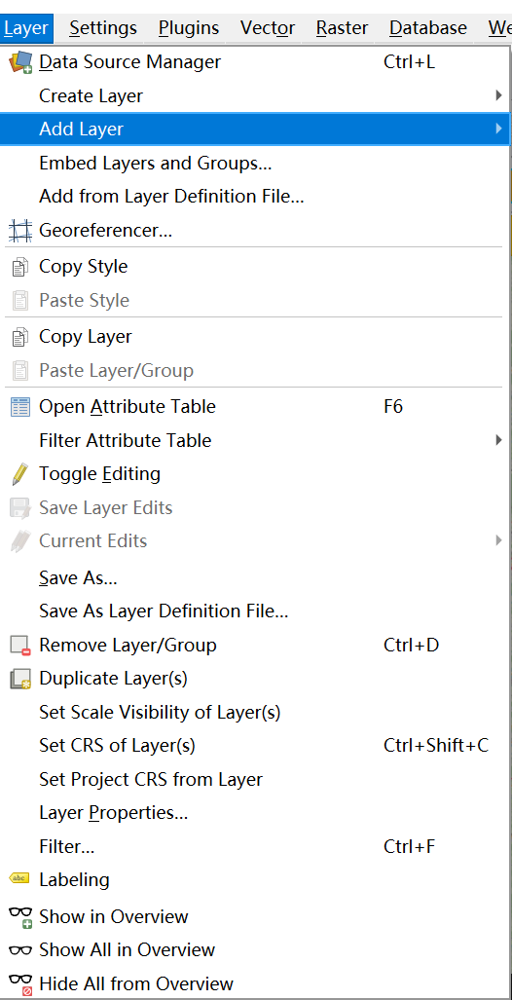 Layer Settings Plugins Vector Raster Database We
Data Source Manager Ctrl+L
Create Layer
Add Layer
Embed Layers and Groups...
Add from Layer Definition File...
Georeferencer...
Copy Style
Paste Style
Copy Layer
Paste Layer/Group
Open Attribute Table F6
Filter Attribute Table
Toggle Editing
Save Layer Edits
Current Edits
Save As...
Save As Layer Definition File...
Remove Layer/Group Ctrl+D
Duplicate Layer(s)
Set Scale Visibility of Layer(s)
Set CRS of Layer(s) Ctrl+Shift+C
Set Project CRS from Layer
Layer Properties...
Filter... Ctrl+F
abc Labeling
Show in Overview
Show All in Overview
Hide All from Overview